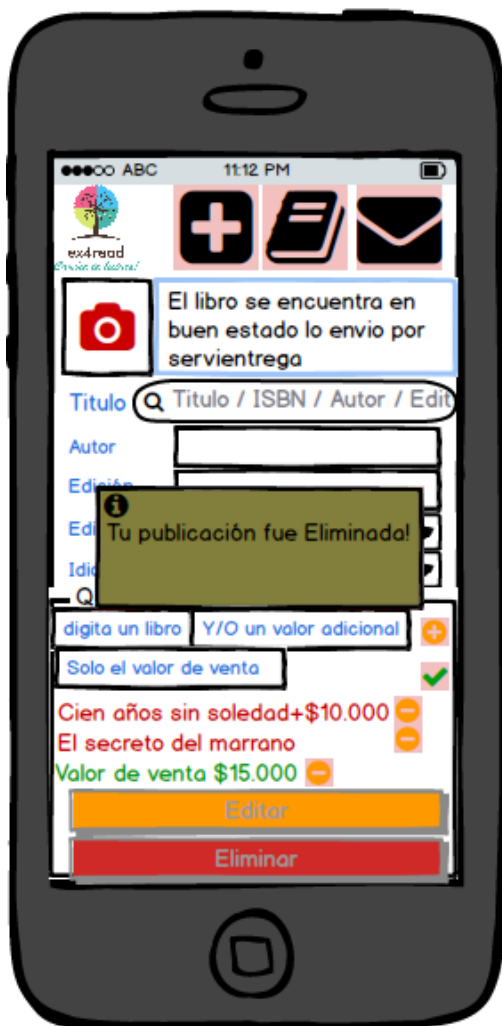 ABC 11:12 PM
ex4read
El libro se encuentra en
buen estado lo envio por
servientrega
Titulo Titulo / ISBN / Autor / Edit
Autor
Edición
Tu publicación fue Eliminada!
digita un libro Y/O un valor adicional
Solo el valor de venta
Cien años sin soledad+$10.000
El secreto del marrano
Valor de venta $15.000
Editar
Eliminar